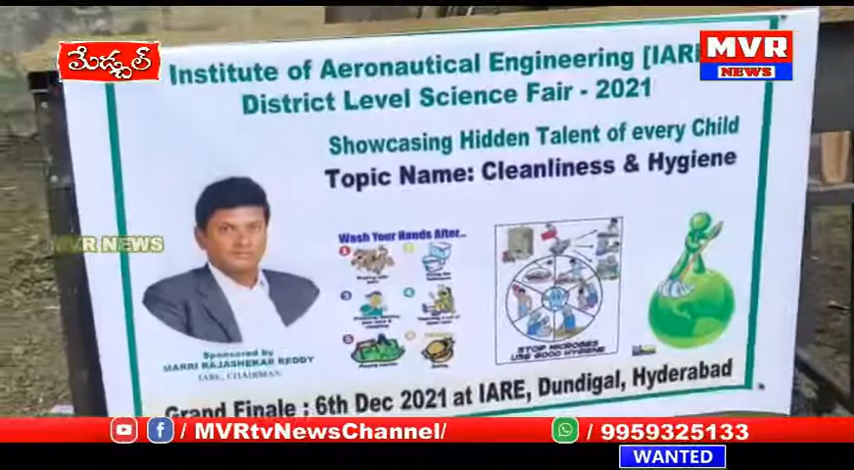 మేడ్చల్
MVR
NEWS
Institute of Aeronautical Engineering [IAR
District Level Science Fair - 2021
Showcasing Hidden Talent of every Child
Topic Name: Cleanliness & Hygiene
MVR NEWS
Wash Your Hands After...
STOP MICROBES
USE GOOD HYGIENE
Sponsored by
MARRI RAJASHEKAR REDDY
IARE, CHAIRMAN
Grand Finale : 6th Dec 2021 at IARE, Dundigal, Hyderabad
/ MVRtvNewsChannel/
/ 9959325133
WANTED